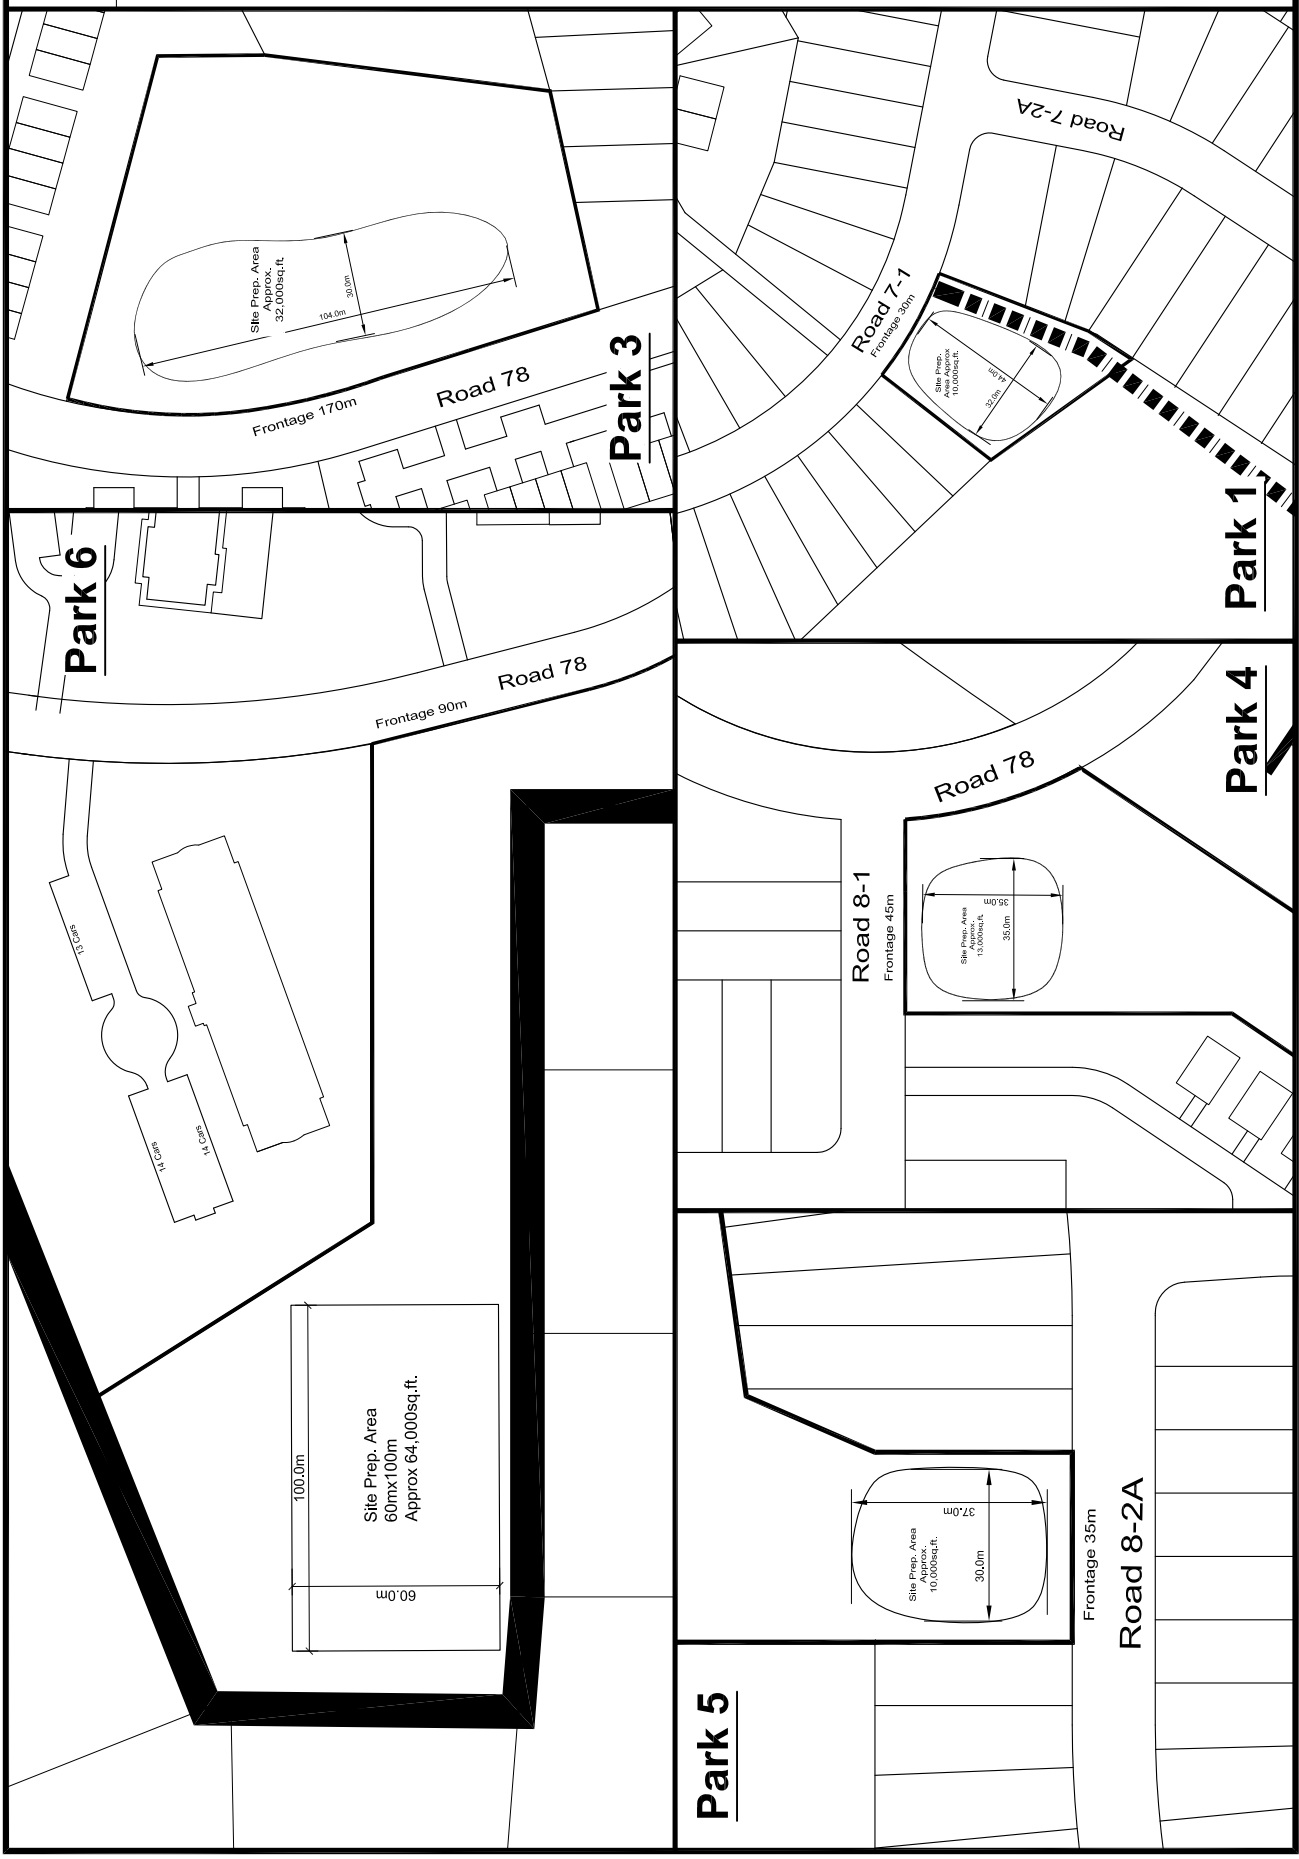 Site Prep. Area
Approx.
32,000sq.ft.
30.0m
104.0m
Frontage 170m
Road 78
Park 3
Road 7-2A
Road 7-1
Frontage 30m
Site Prep.
Area Approx
10,000sq.ft.
44.0m
32.0m
Park 1
Park 6
Road 78
Frontage 90m
13 Cars
14 Cars
14 Cars
100.0m
Site Prep. Area
60mx100m
Approx 64,000sq.ft.
60.0m
Park 4
Road 78
Road 8-1
Frontage 45m
Site Prep. Area
Approx.
13,000sq.ft.
35.0m
35.0m
Site Prep. Area
Approx.
10,000sq.ft.
37.0m
30.0m
Frontage 35m
Road 8-2A
Park 5